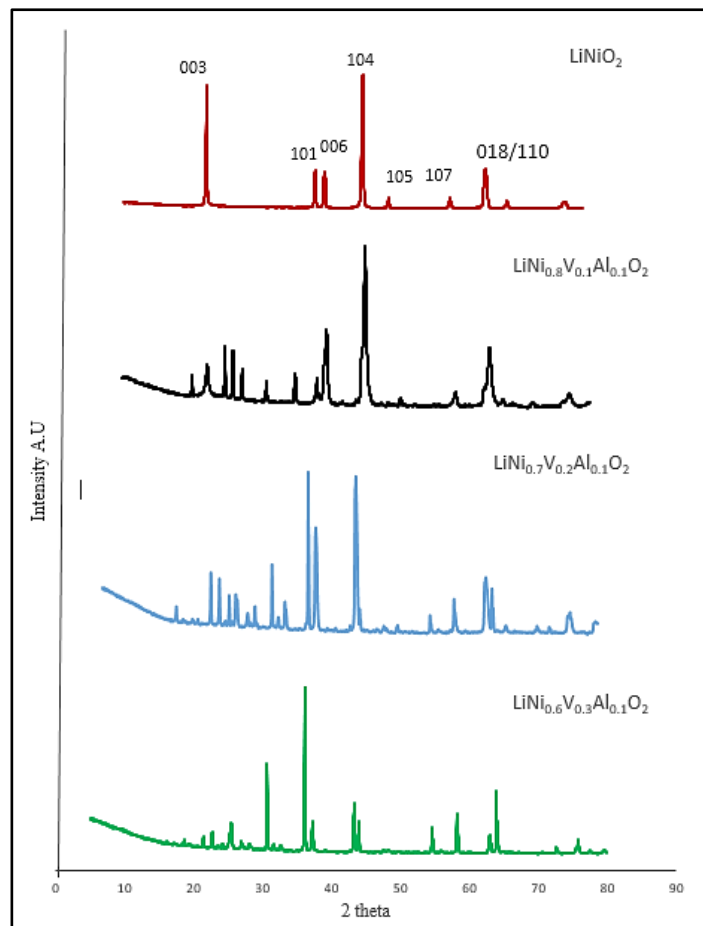 LiNiO₂
104
003
101
006
018/110
105
107
LiNi₀.₈V₀.₁Al₀.₁O₂
LiNi₀.₇V₀.₂Al₀.₁O₂
Intensity A.U
LiNi₀.₆V₀.₃Al₀.₁O₂
0 10 20 30 40 50 60 70 80 90
2 theta